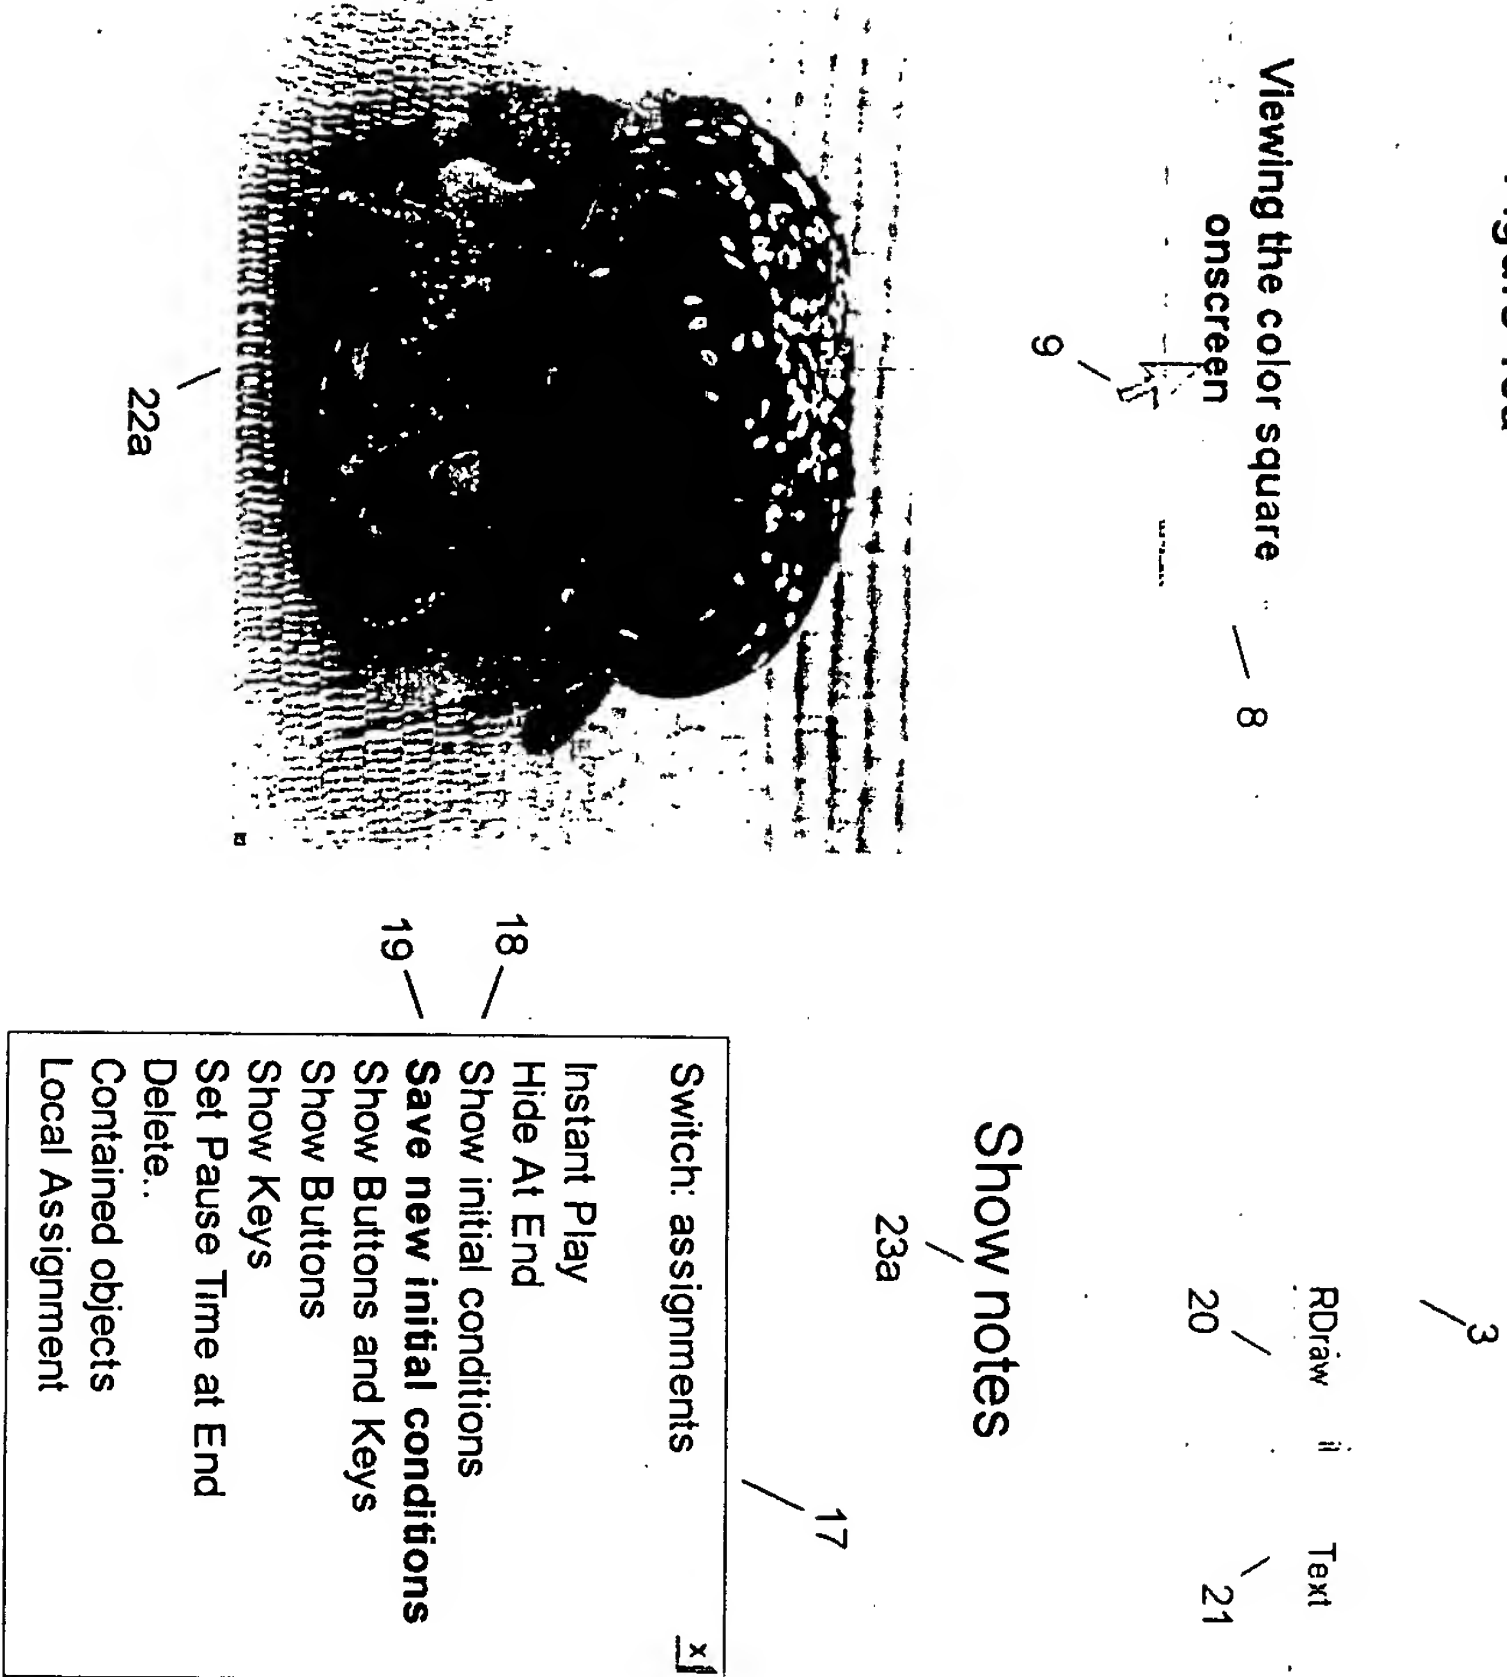 Viewing the color square
onscreen
8
9
22a
3
RDraw
Text
20
21
Show notes
23a
17
Switch: assignments
x
Instant Play
Hide At End
Show initial conditions
Save new initial conditions
Show Buttons and Keys
Show Buttons
Show Keys
Set Pause Time at End
Delete..
Contained objects
Local Assignment
18
19